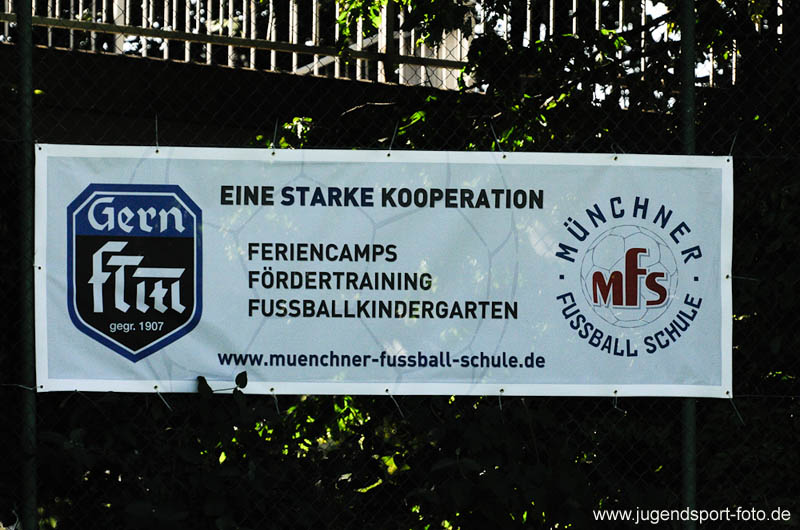 Gern
FTM
gegr. 1907
EINE STARKE KOOPERATION
FERIENCAMPS
FÖRDERTRAINING
FUSSBALLKINDERGARTEN
www.muenchner-fussball-schule.de
· MÜNCHNER ·
MFS
FUSSBALL SCHULE
www.jugendsport-foto.de